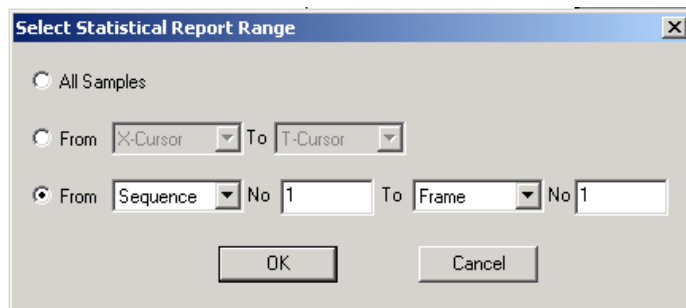 Select Statistical Report Range
All Samples
From X-Cursor To T-Cursor
From Sequence No 1 To Frame No 1
OK Cancel